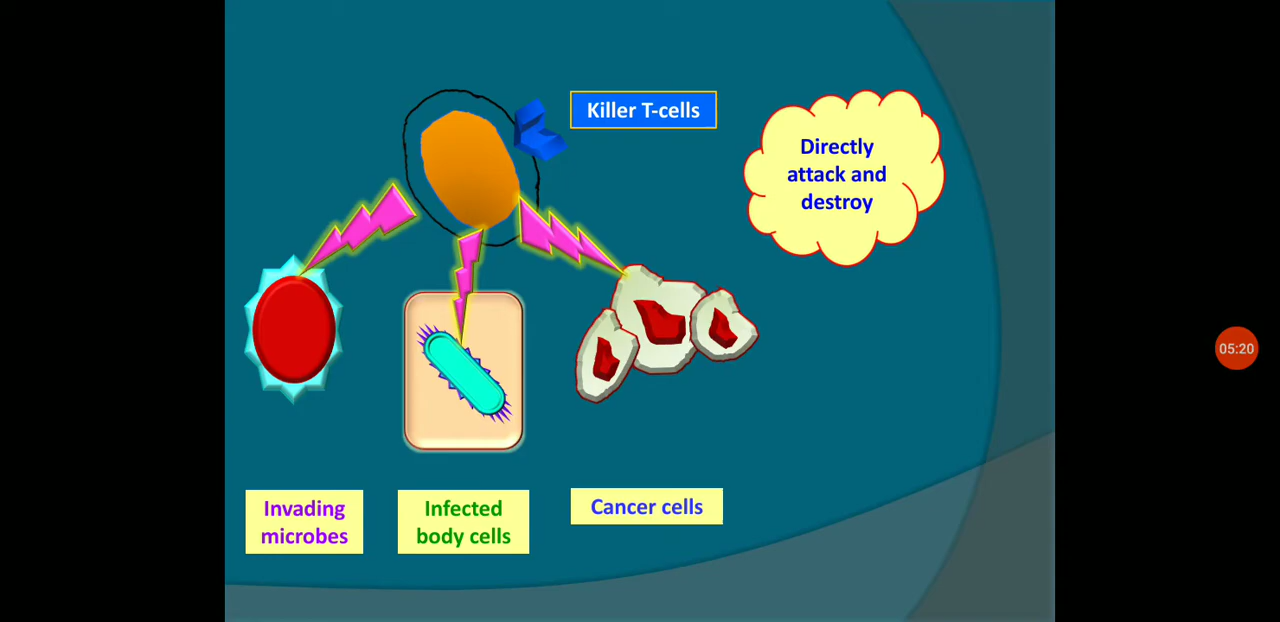 Killer T-cells
Directly
attack and
destroy
05:20
Invading
microbes
Infected
body cells
Cancer cells